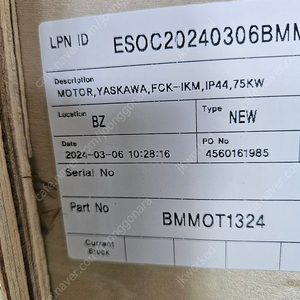 LPN ID ESOC20240306BMM
Description
MOTOR,YASKAWA,FCK-IKM,IP44,75KW
Location Type
BZ NEW
Date PO No
2024-03-06 10:28:16 4560161985
Serial No
Part No
BMMOT1324
Current
Stock